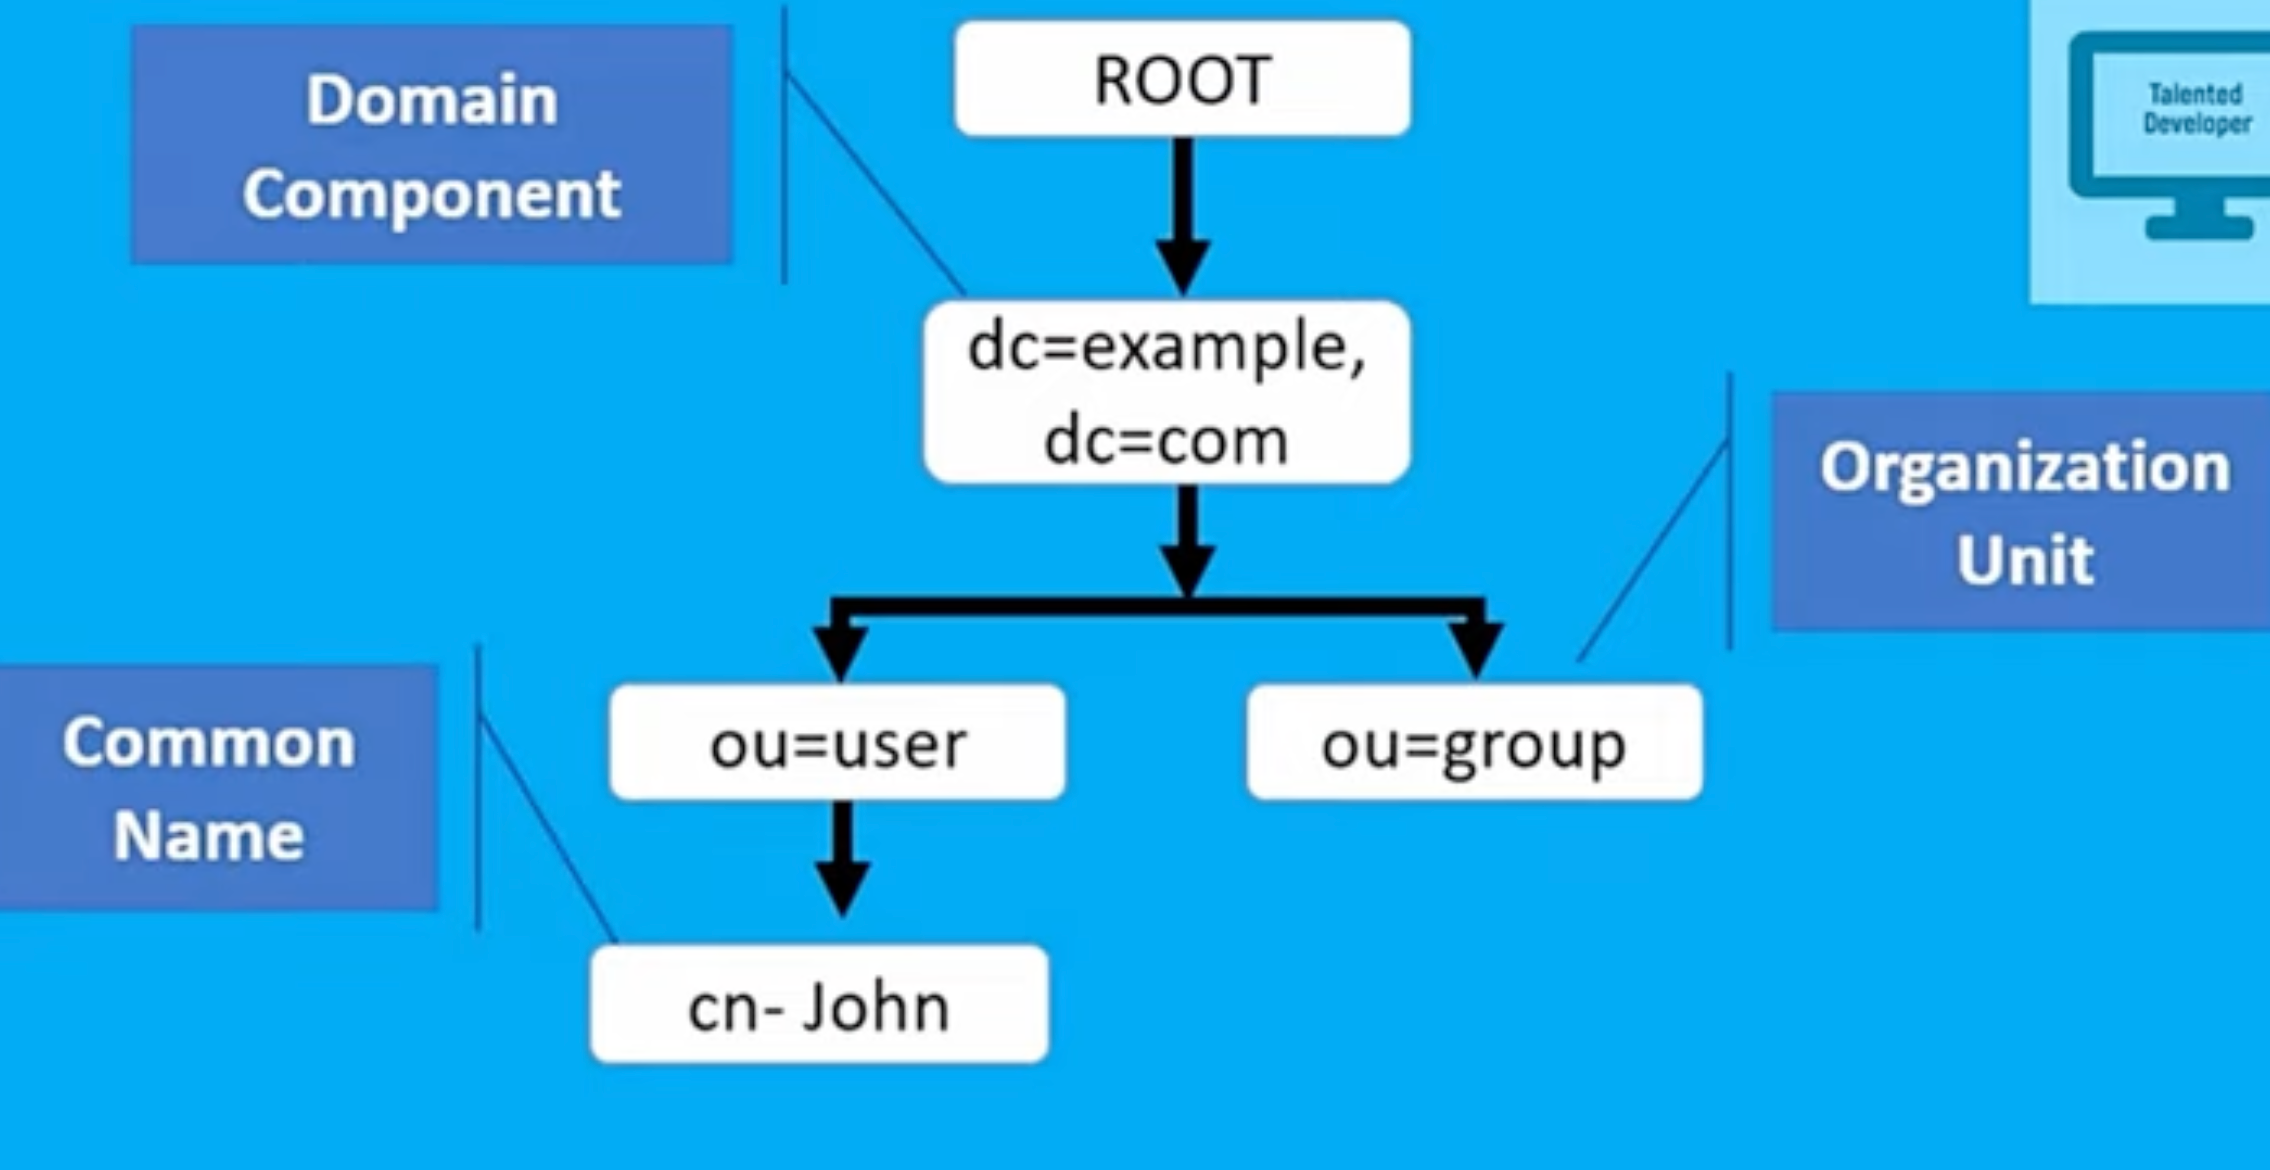 Domain
Component
ROOT
Talented
Developer
dc=example,
dc=com
Organization
Unit
Common
Name
ou=user
ou=group
cn- John